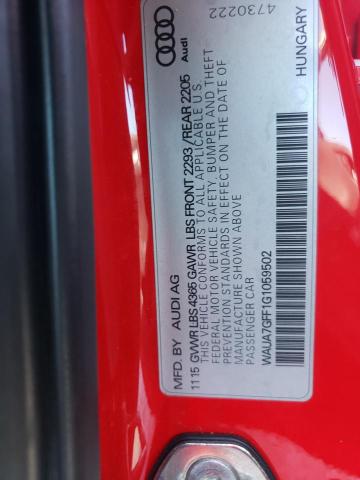 MFD. BY AUDI AG
11 15 GVWR LBS 4365 GAWR LBS FRONT 2293 / REAR 2205
THIS VEHICLE CONFORMS TO ALL APPLICABLE U.S.
FEDERAL MOTOR VEHICLE SAFETY, BUMPER AND THEFT
PREVENTION STANDARDS IN EFFECT ON THE DATE OF
MANUFACTURE SHOWN ABOVE
PASSENGER CAR
WAUA7GFF1G1059502
HUNGARY
Audi
4730222